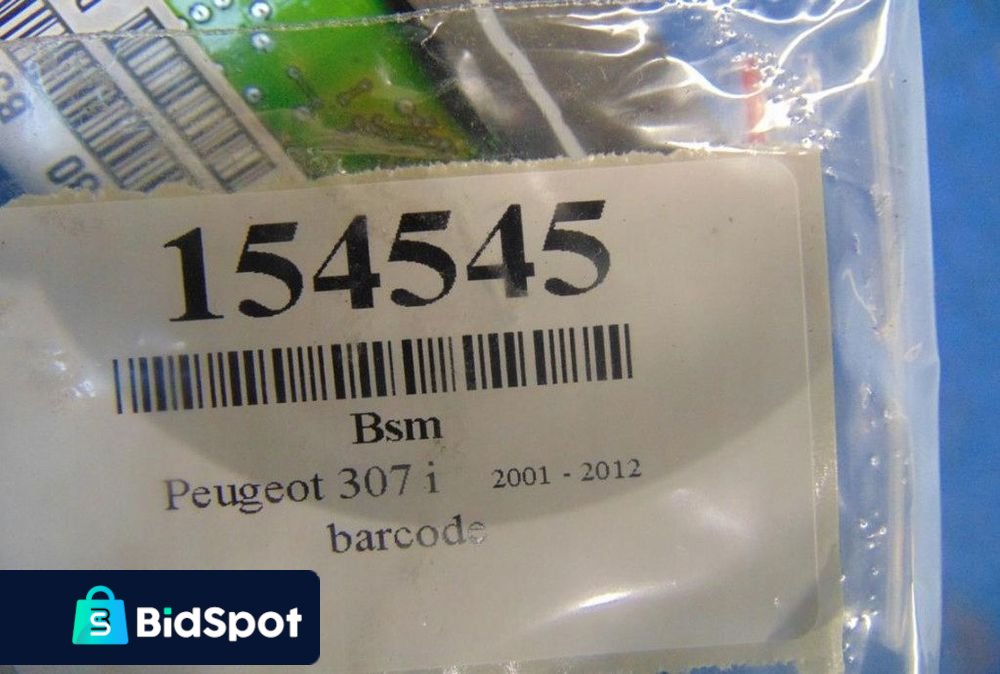 154545
Bsm
Peugeot 307 i 2001 - 2012
barcode
BidSpot